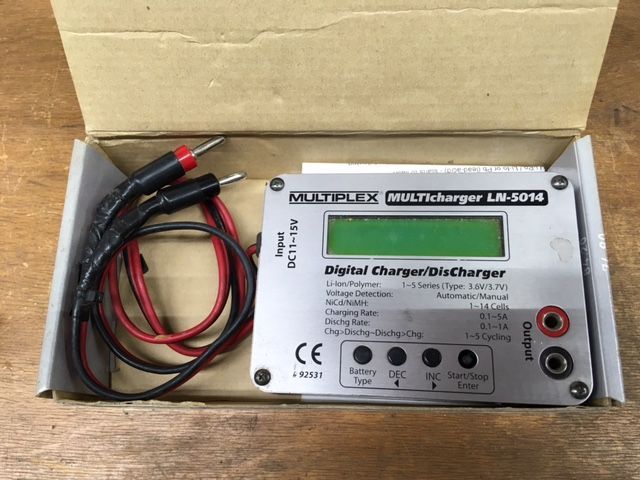 MULTIPLEX MULTIcharger LN-5014
Input
DC11~15V
Digital Charger/DisCharger
Li-Ion/Polymer: 1~5 Series (Type: 3.6V/3.7V)
Voltage Detection: Automatic/Manual
NiCd/NiMH: 1~14 Cells
Charging Rate: 0.1~5A
Dischg Rate: 0.1~1A
Chg>Dischg~Dischg>Chg: 1~5 Cycling
Output
CE
# 92531
Battery
Type
DEC
INC
Start/Stop
Enter